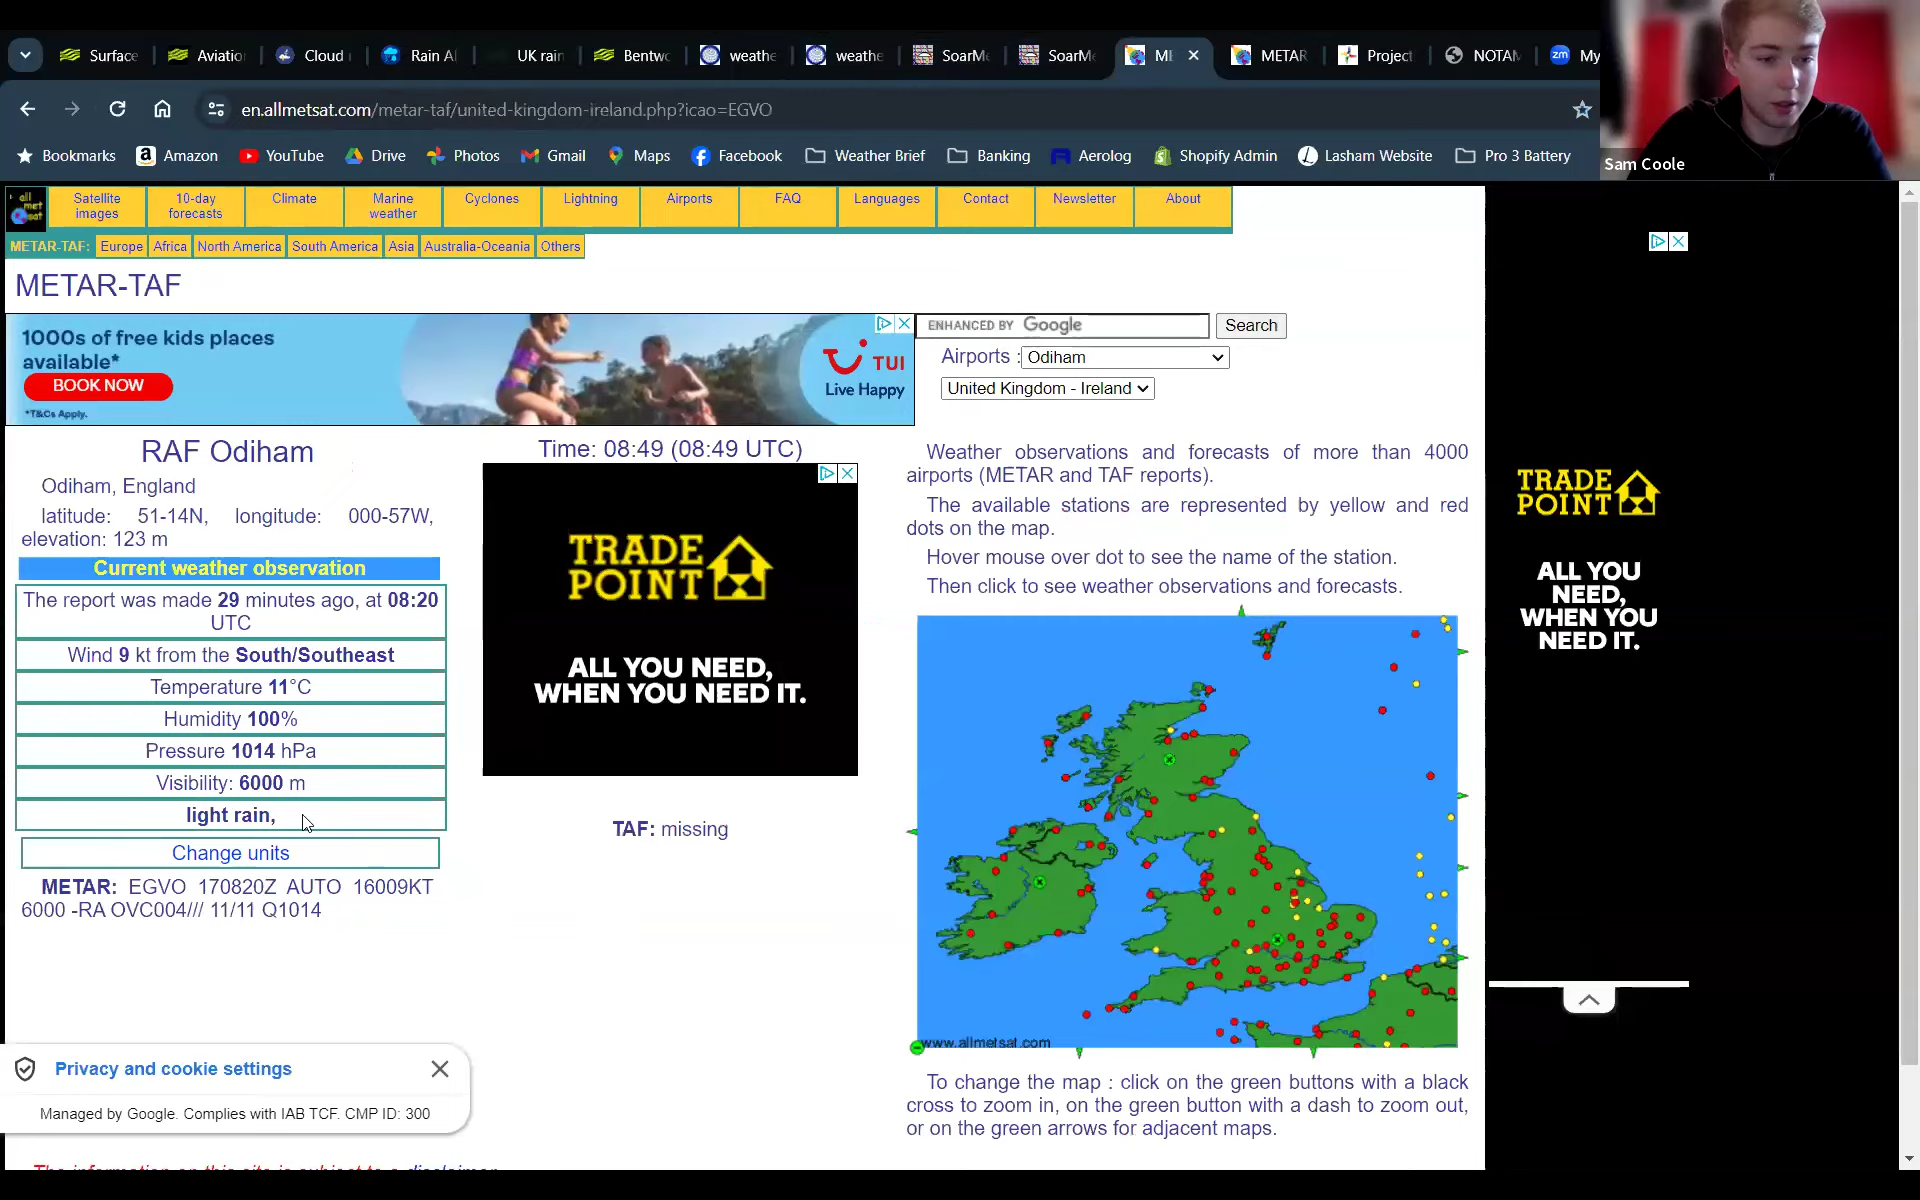 Surface
Aviatio
Cloud
Rain Al
UK rain
Bentwo
weathe
weathe
SoarMe
SoarMe
ME
METAR
Project
NOTAM
zm My
en.allmetsat.com/metar-taf/united-kingdom-ireland.php?icao=EGVO
Bookmarks
Amazon
YouTube
Drive
Photos
Gmail
Maps
Facebook
Weather Brief
Banking
Aerolog
Shopify Admin
Lasham Website
Pro 3 Battery
Sam Coole
all
met
sat
Satellite
images
10-day
forecasts
Climate
Marine
weather
Cyclones
Lightning
Airports
FAQ
Languages
Contact
Newsletter
About
METAR-TAF: Europe Africa North America South America Asia Australia-Oceania Others
METAR-TAF
1000s of free kids places
available*
BOOK NOW
*T&Cs Apply.
TUI
Live Happy
ENHANCED BY Google
Search
Airports : Odiham
United Kingdom - Ireland
RAF Odiham
Odiham, England
latitude: 51-14N, longitude: 000-57W,
elevation: 123 m
Current weather observation
The report was made 29 minutes ago, at 08:20
UTC
Wind 9 kt from the South/Southeast
Temperature 11°C
Humidity 100%
Pressure 1014 hPa
Visibility: 6000 m
light rain,
Change units
METAR: EGVO 170820Z AUTO 16009KT
6000 -RA OVC004/// 11/11 Q1014
Time: 08:49 (08:49 UTC)
TRADE
POINT
ALL YOU NEED,
WHEN YOU NEED IT.
TAF: missing
Weather observations and forecasts of more than 4000
airports (METAR and TAF reports).
The available stations are represented by yellow and red
dots on the map.
Hover mouse over dot to see the name of the station.
Then click to see weather observations and forecasts.
www.allmetsat.com
To change the map : click on the green buttons with a black
cross to zoom in, on the green button with a dash to zoom out,
or on the green arrows for adjacent maps.
TRADE
POINT
ALL YOU
NEED,
WHEN YOU
NEED IT.
Privacy and cookie settings
Managed by Google. Complies with IAB TCF. CMP ID: 300
The information on this site is subject to a disclaimer